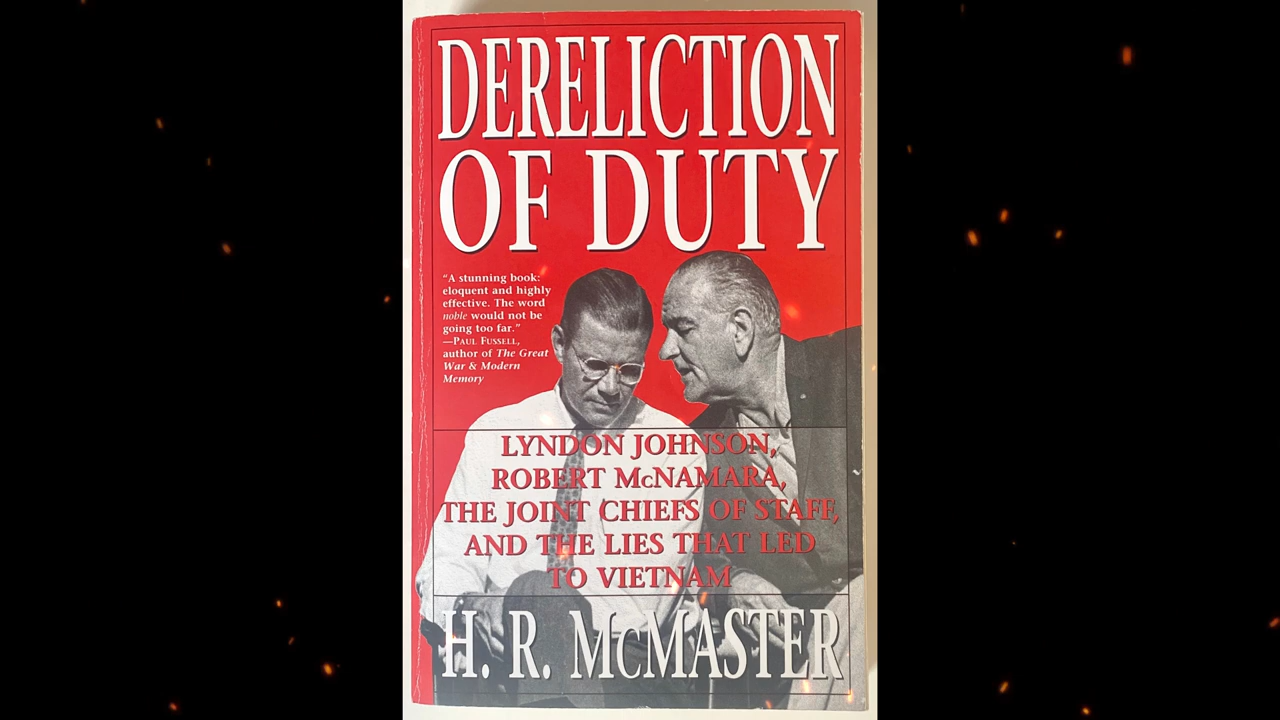 DERELICTION
OF DUTY
“A stunning book:
eloquent and highly
effective. The word
noble would not be
going too far.”
—PAUL FUSSELL,
author of The Great
War & Modern
Memory
LYNDON JOHNSON,
ROBERT McNAMARA,
THE JOINT CHIEFS OF STAFF,
AND THE LIES THAT LED
TO VIETNAM
H. R. McMASTER